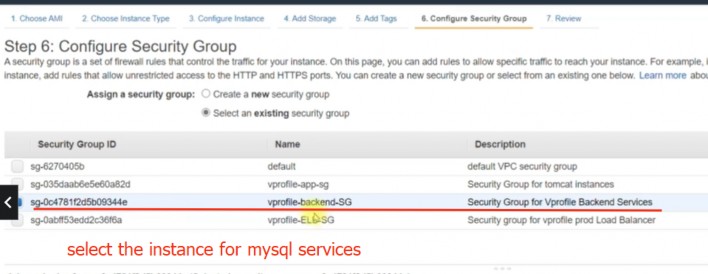 1. Choose AMI 2. Choose Instance Type 3. Configure Instance 4. Add Storage 5. Add Tags 6. Configure Security Group 7. Review
Step 6: Configure Security Group
A security group is a set of firewall rules that control the traffic for your instance. On this page, you can add rules to allow specific traffic to reach your instance. For example,
instance, add rules that allow unrestricted access to the HTTP and HTTPS ports. You can create a new security group or select from an existing one below. Learn more abou
Assign a security group: Create a new security group
Select an existing security group
Security Group ID Name Description
sg-6270405b default default VPC security group
sg-035daab6e5e60a82d vprofile-app-sg Security Group for tomcat instances
sg-0c4781f2d5b09344e vprofile-backend-SG Security Group for Vprofile Backend Services
sg-0abff53edd2c36f6a vprofile-ELB-SG Security group for vprofile prod Load Balancer
select the instance for mysql services